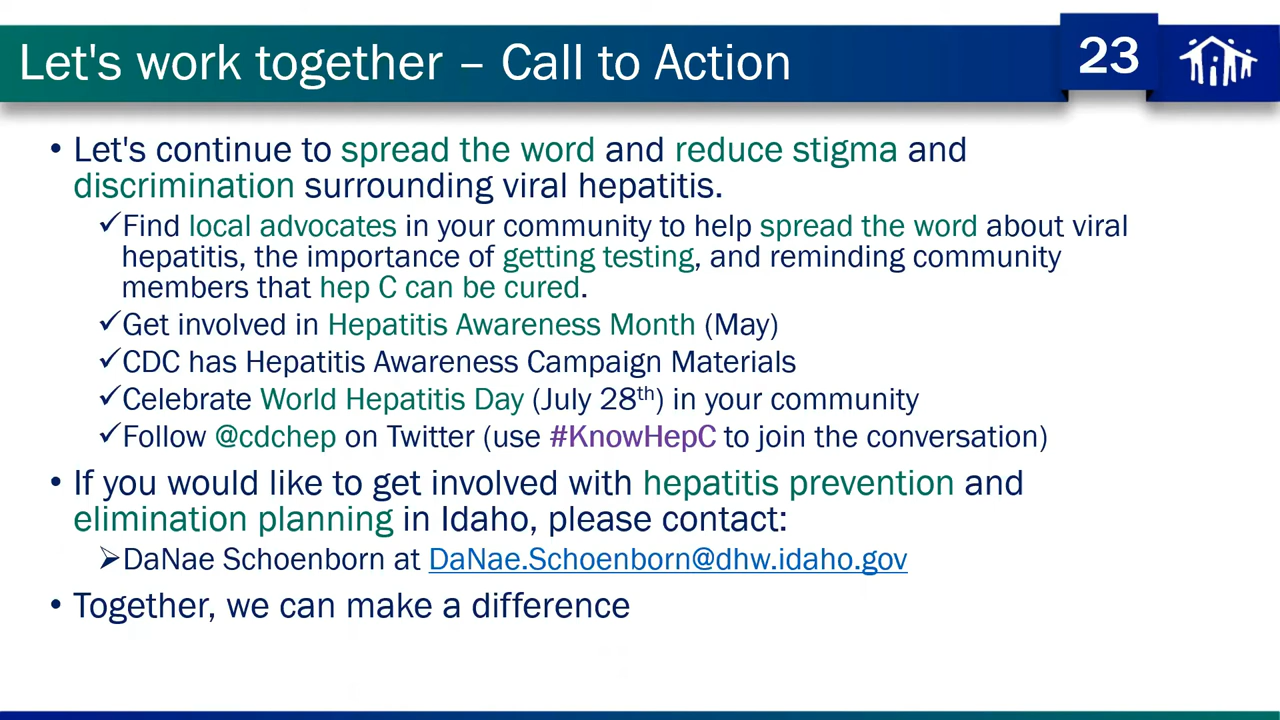 Let's work together – Call to Action
23
• Let's continue to spread the word and reduce stigma and
discrimination surrounding viral hepatitis.
✓Find local advocates in your community to help spread the word about viral
hepatitis, the importance of getting testing, and reminding community
members that hep C can be cured.
✓Get involved in Hepatitis Awareness Month (May)
✓CDC has Hepatitis Awareness Campaign Materials
✓Celebrate World Hepatitis Day (July 28th) in your community
✓Follow @cdchep on Twitter (use #KnowHepC to join the conversation)
• If you would like to get involved with hepatitis prevention and
elimination planning in Idaho, please contact:
➢DaNae Schoenborn at DaNae.Schoenborn@dhw.idaho.gov
• Together, we can make a difference